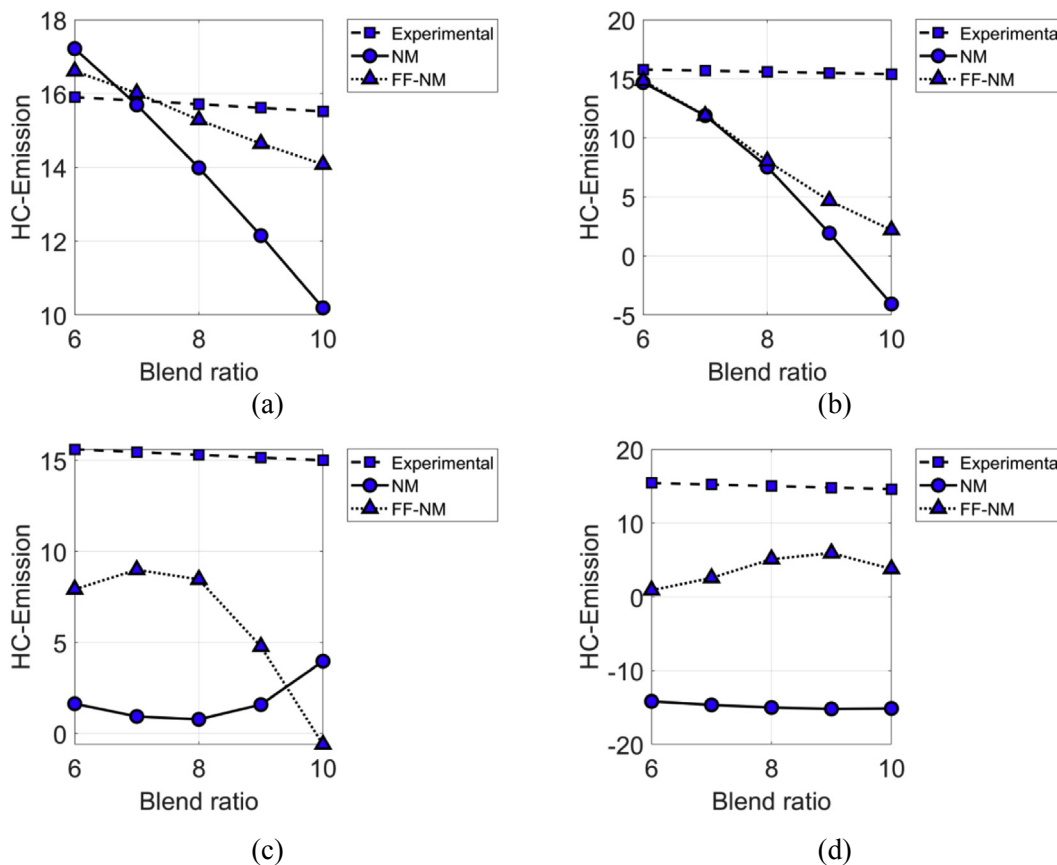 18
16
14
12
10
HC-Emission
6
8
10
Blend ratio
Experimental
NM
FF-NM
(a)
20
15
10
5
0
-5
HC-Emission
6
8
10
Blend ratio
Experimental
NM
FF-NM
(b)
15
10
5
0
HC-Emission
6
8
10
Blend ratio
Experimental
NM
FF-NM
(c)
20
10
0
-10
-20
HC-Emission
6
8
10
Blend ratio
Experimental
NM
FF-NM
(d)